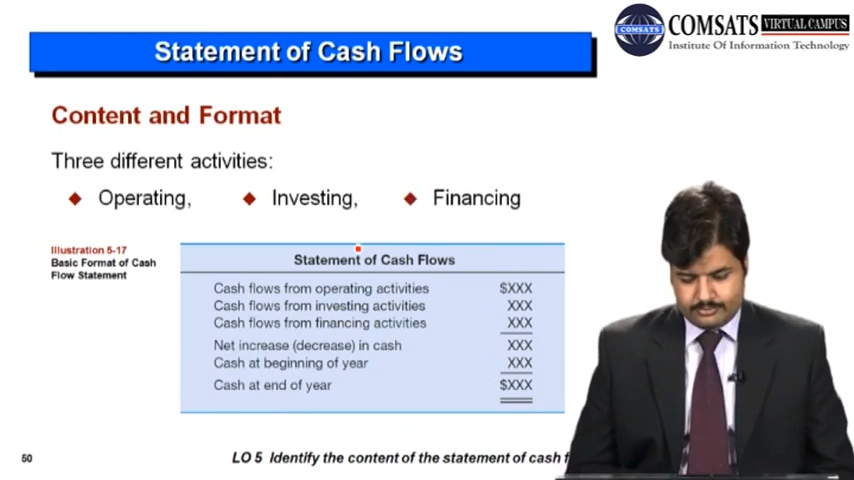 Statement of Cash Flows
COMSATS VIRTUAL CAMPUS
Institute Of Information Technology
COMSATS
Content and Format
Three different activities:
Operating, Investing, Financing
Illustration 5-17
Basic Format of Cash
Flow Statement
Statement of Cash Flows
Cash flows from operating activities $XXX
Cash flows from investing activities XXX
Cash flows from financing activities XXX
Net increase (decrease) in cash XXX
Cash at beginning of year XXX
Cash at end of year $XXX
50
LO 5 Identify the content of the statement of cash f